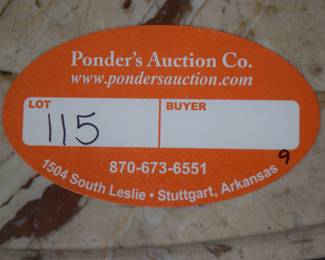 Ponder's Auction Co.
www.pondersauction.com
LOT BUYER
115
870-673-6551
1504 South Leslie • Stuttgart, Arkansas
9